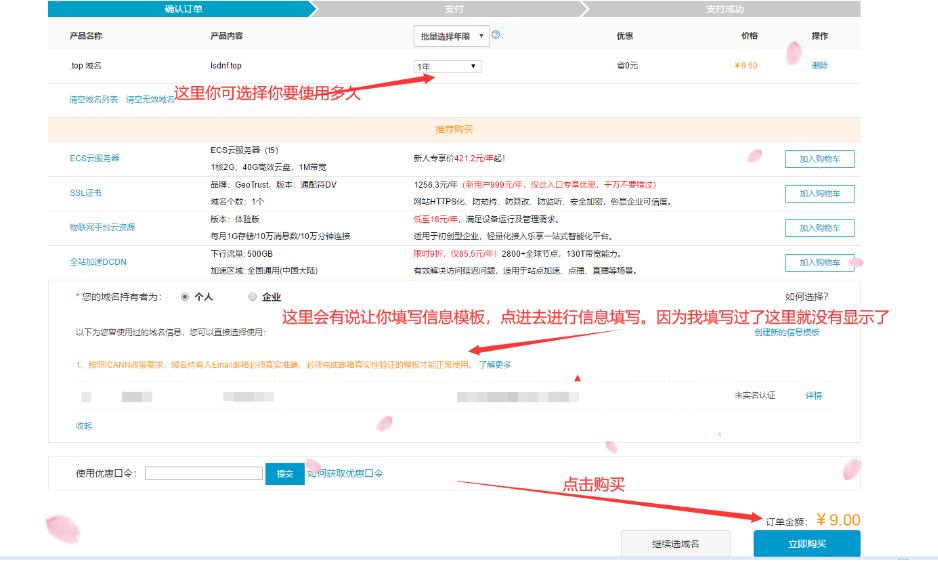 确认订单 支付 支付成功
产品名称 产品内容 批量选择年限 优惠 价格 操作
.top 域名 lsdnf.top 1年 省0元 ¥9.00 删除
清空域名列表 清空无效域名
这里你可选择你要使用多久
推荐购买
ECS云服务器 ECS云服务器（t5） 新人专享价421.2元/年起! 加入购物车
1核2G，40G高效云盘，1M带宽
SSL证书 品牌：GeoTrust，版本：通配符DV 1256.3元/年（新用户999元/年，仅此入口专享优惠，千万不要错过） 加入购物车
域名个数：1个 网站HTTPS化、防劫持、防篡改、防监听、安全加密，彰显企业可信度。
物联网平台云资源 版本：体验版 低至18元/年，满足设备运行及管理需求。 加入购物车
每月1G存储/10万消息数/10万分钟连接 适用于初创型企业，轻量化接入乐享一站式智能化平台。
全站加速DCDN 下行流量: 500GB 限时9折，仅85.5元/年! 2800+全球节点，130T带宽能力。 加入购物车
加速区域: 全国通用(中国大陆) 有效解决访问延迟问题，适用于站点加速、点播、直播等场景。
* 您的域名持有者为： 个人 企业 如何选择?
这里会有说让你填写信息模板，点进去进行信息填写。因为我填写过了这里就没有显示了
以下为您曾使用过的域名信息，您可以直接选择使用： 创建新的信息模板
1、按照ICANN政策要求，域名持有人Email邮箱必须真实准确，必须完成邮箱真实性验证的模板才能正常使用。 了解更多
未实名认证 详情
收起
使用优惠口令： 提交 如何获取优惠口令
点击购买
订单金额： ¥9.00
继续选域名 立即购买